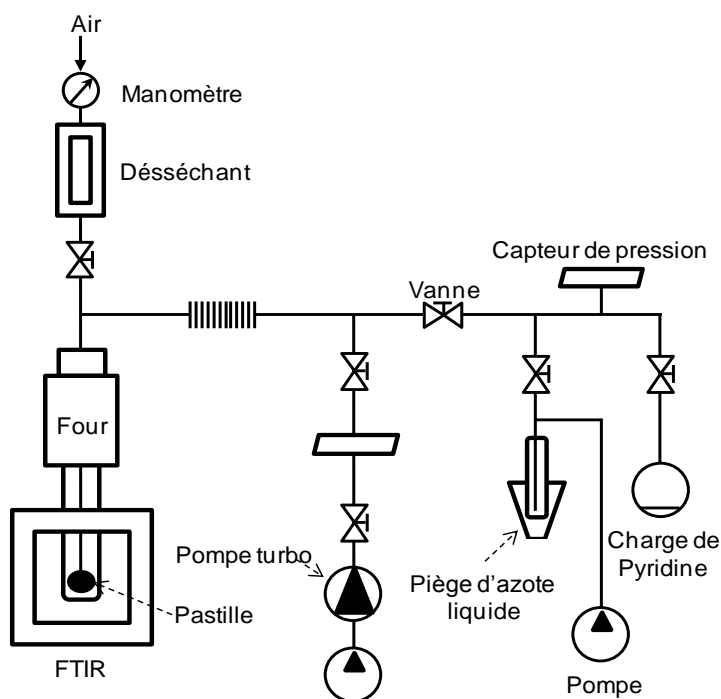 Air
Manomètre
Désséchant
Capteur de pression
Vanne
Four
Pompe turbo
Pastille
FTIR
Piège d'azote
liquide
Charge de
Pyridine
Pompe